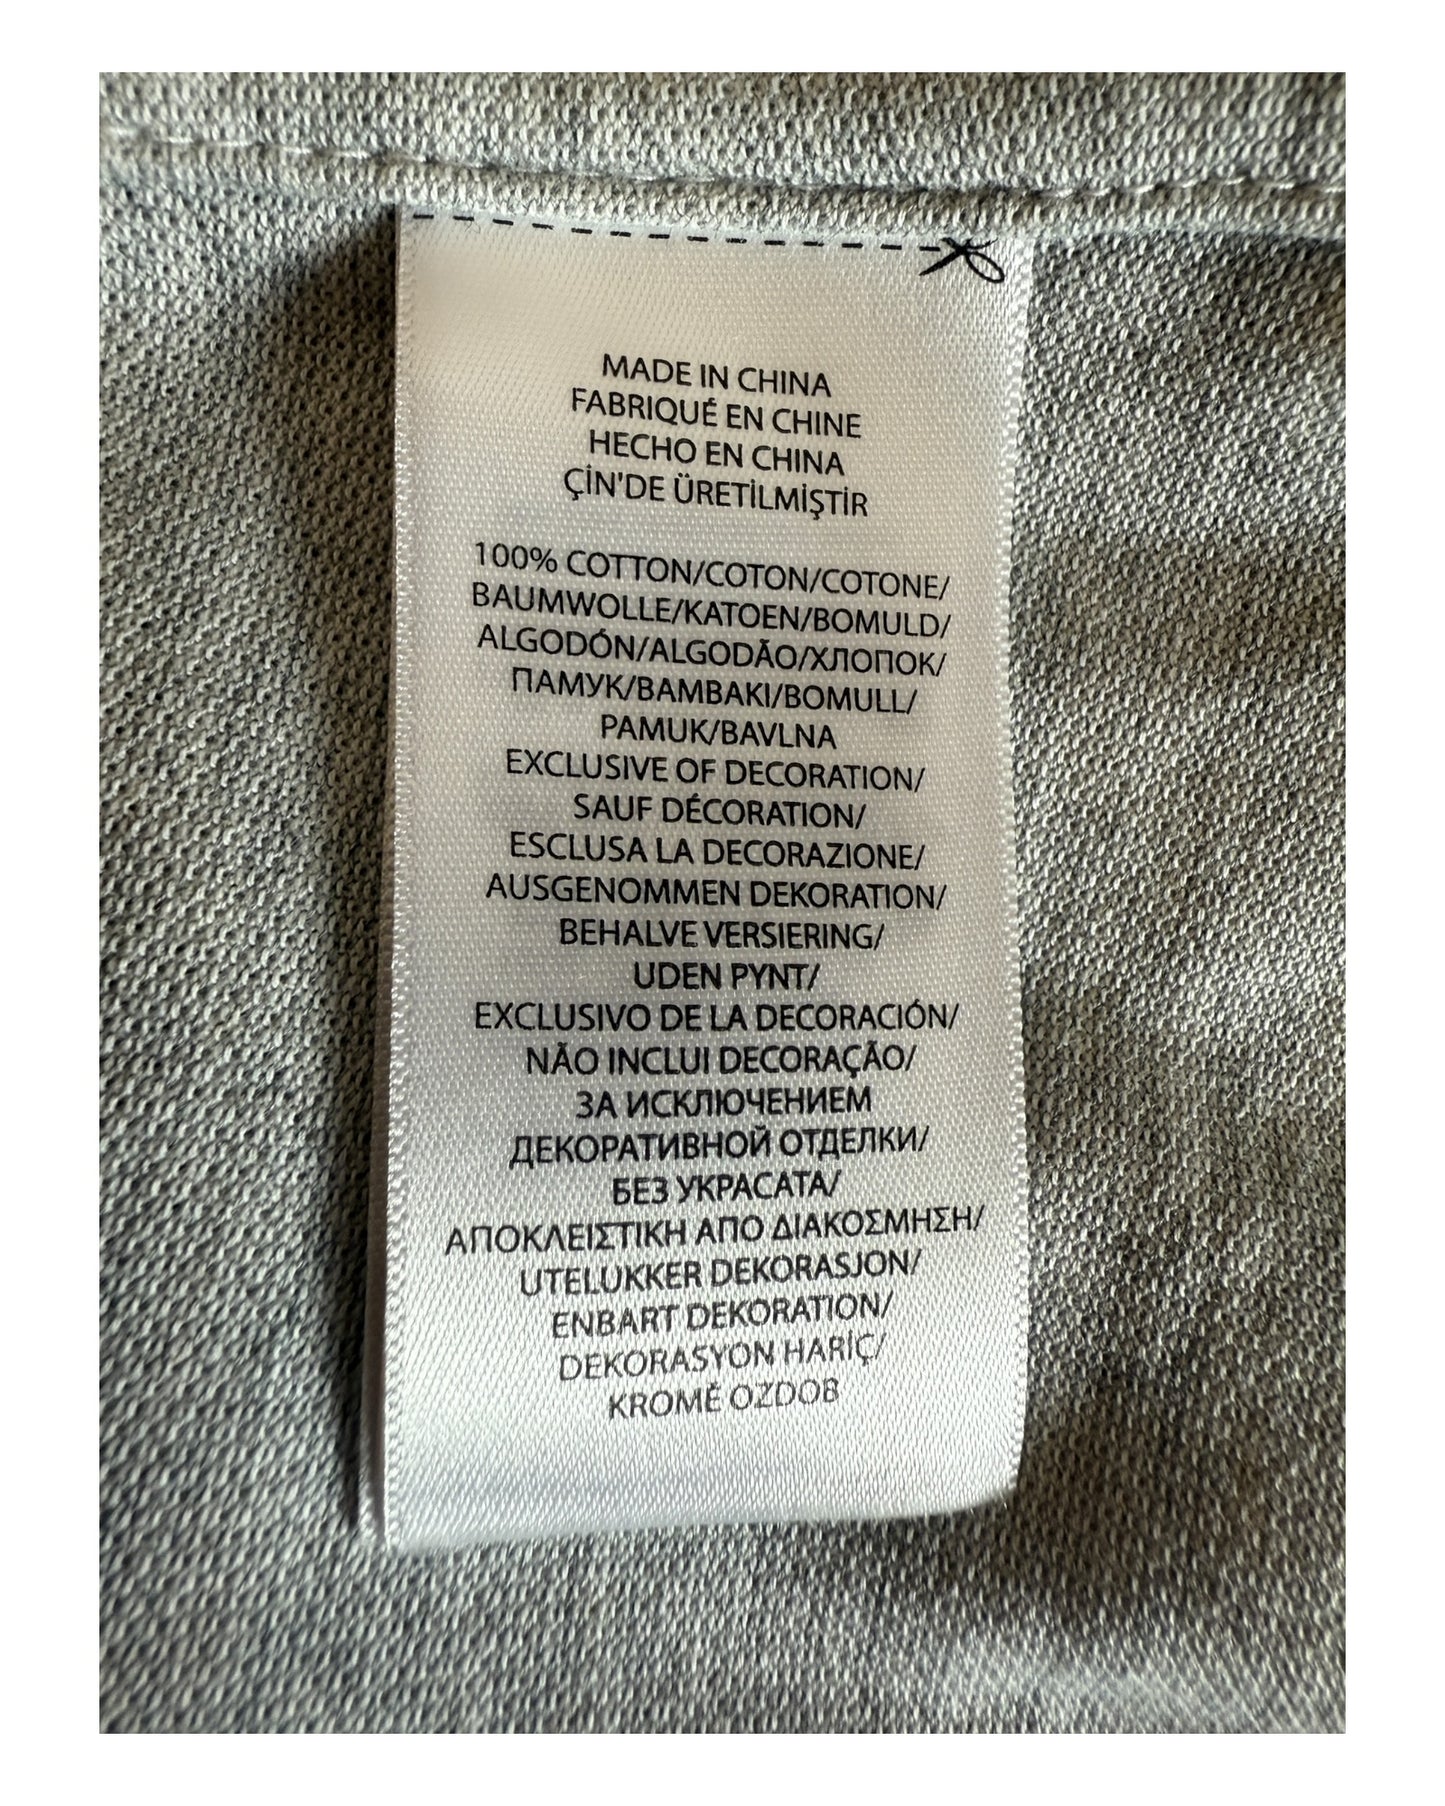 MADE IN CHINA
FABRIQUÉ EN CHINE
HECHO EN CHINA
ÇİN'DE ÜRETİLMİŞTİR
100% COTTON/COTON/COTONE/
BAUMWOLLE/KATOEN/BOMULD/
ALGODÓN/ALGODÃO/ХЛОПОК/
ПАМУК/ΒΑΜΒΑΚΙ/BOMULL/
PAMUK/BAVLNA
EXCLUSIVE OF DECORATION/
SAUF DÉCORATION/
ESCLUSA LA DECORAZIONE/
AUSGENOMMEN DEKORATION/
BEHALVE VERSIERING/
UDEN PYNT/
EXCLUSIVO DE LA DECORACIÓN/
NÃO INCLUI DECORAÇÃO/
ЗА ИСКЛЮЧЕНИЕМ
ДЕКОРАТИВНОЙ ОТДЕЛКИ/
БЕЗ УКРАСАТА/
ΑΠΟΚΛΕΙΣΤΙΚΗ ΑΠΟ ΔΙΑΚΟΣΜΗΣΗ/
UTELUKKER DEKORASJON/
ENBART DEKORATION/
DEKORASYON HARİÇ/
KROMĚ OZDOB